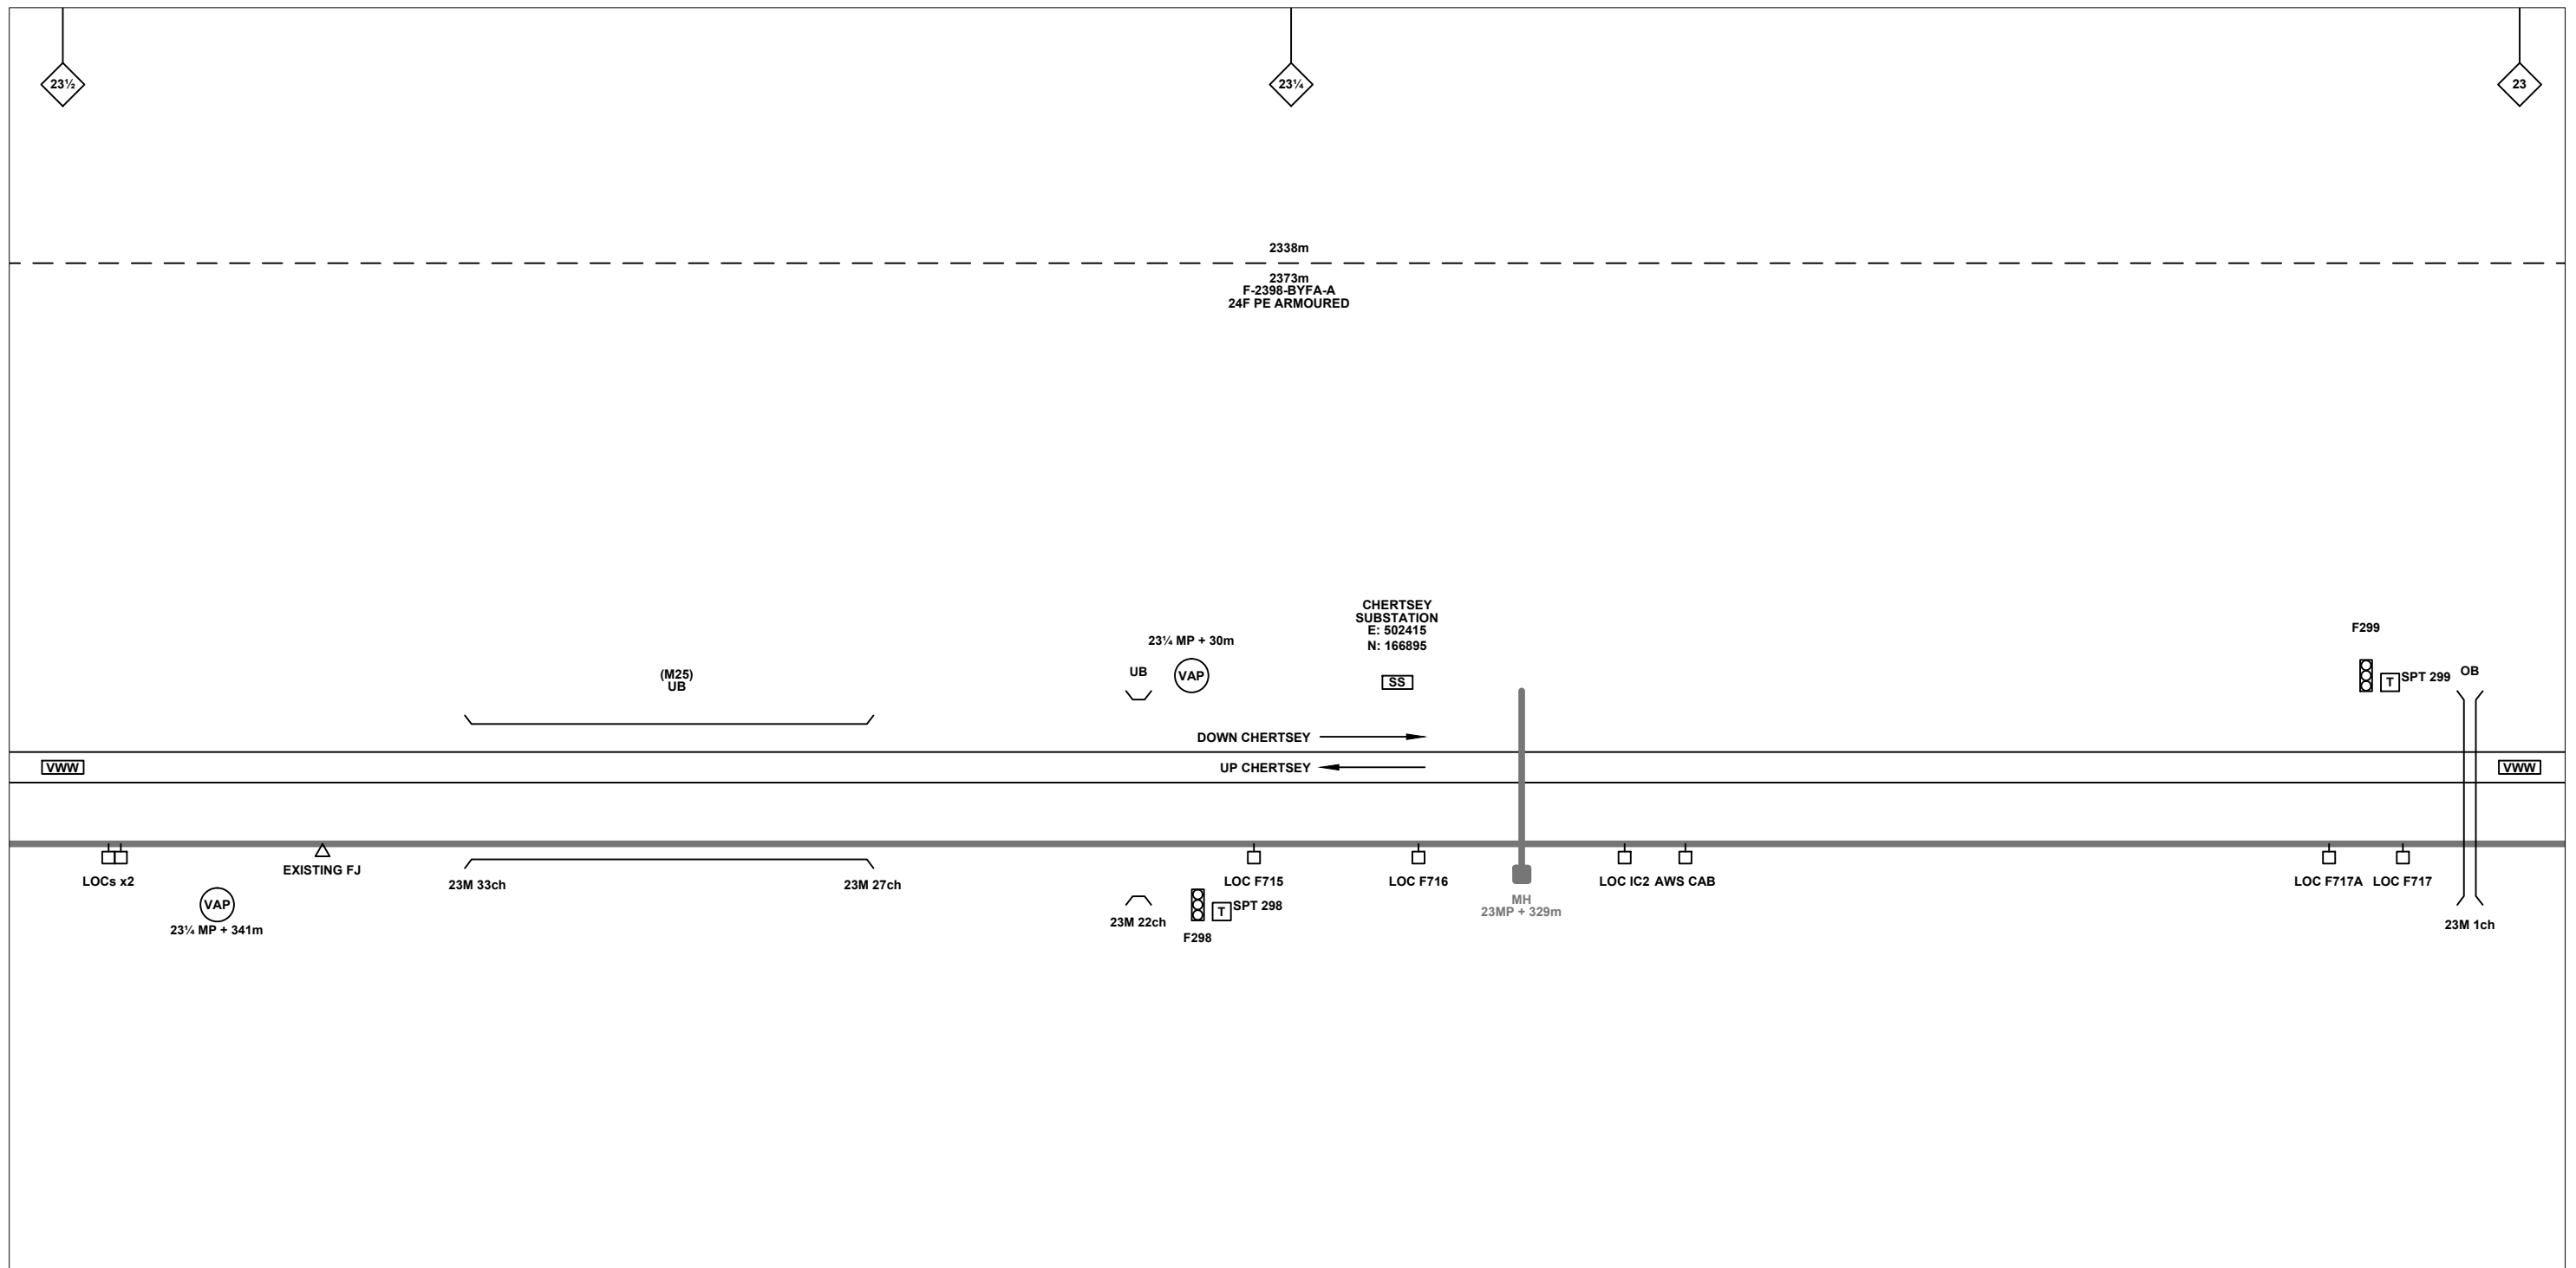 23½
23¼
23
2338m
2373m
F-2398-BYFA-A
24F PE ARMOURED
CHERTSEY
SUBSTATION
E: 502415
N: 166895
F299
23¼ MP + 30m
(M25)
UB
UB
VAP
SS
T
SPT 299
OB
DOWN CHERTSEY
VWW
UP CHERTSEY
VWW
EXISTING FJ
LOCs x2
23M 33ch
23M 27ch
LOC F715
LOC F716
LOC IC2
AWS CAB
LOC F717A
LOC F717
VAP
23¼ MP + 341m
23M 22ch
T
SPT 298
F298
MH
23MP + 329m
23M 1ch